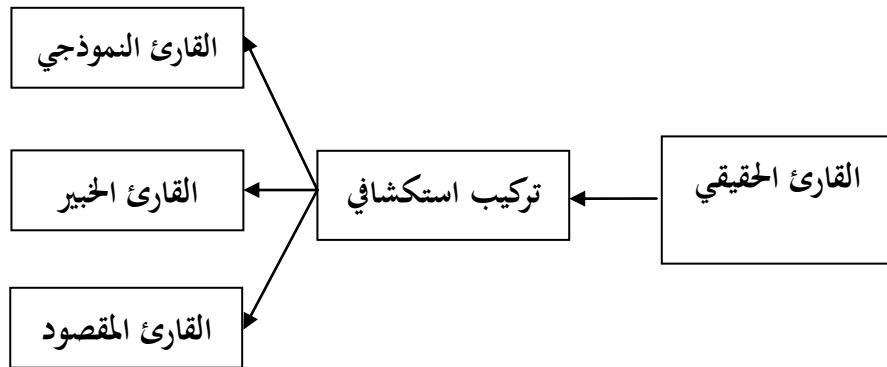 القارئ الحقيقي
تركيب استكشافي
القارئ النموذجي
القارئ الخبير
القارئ المقصود